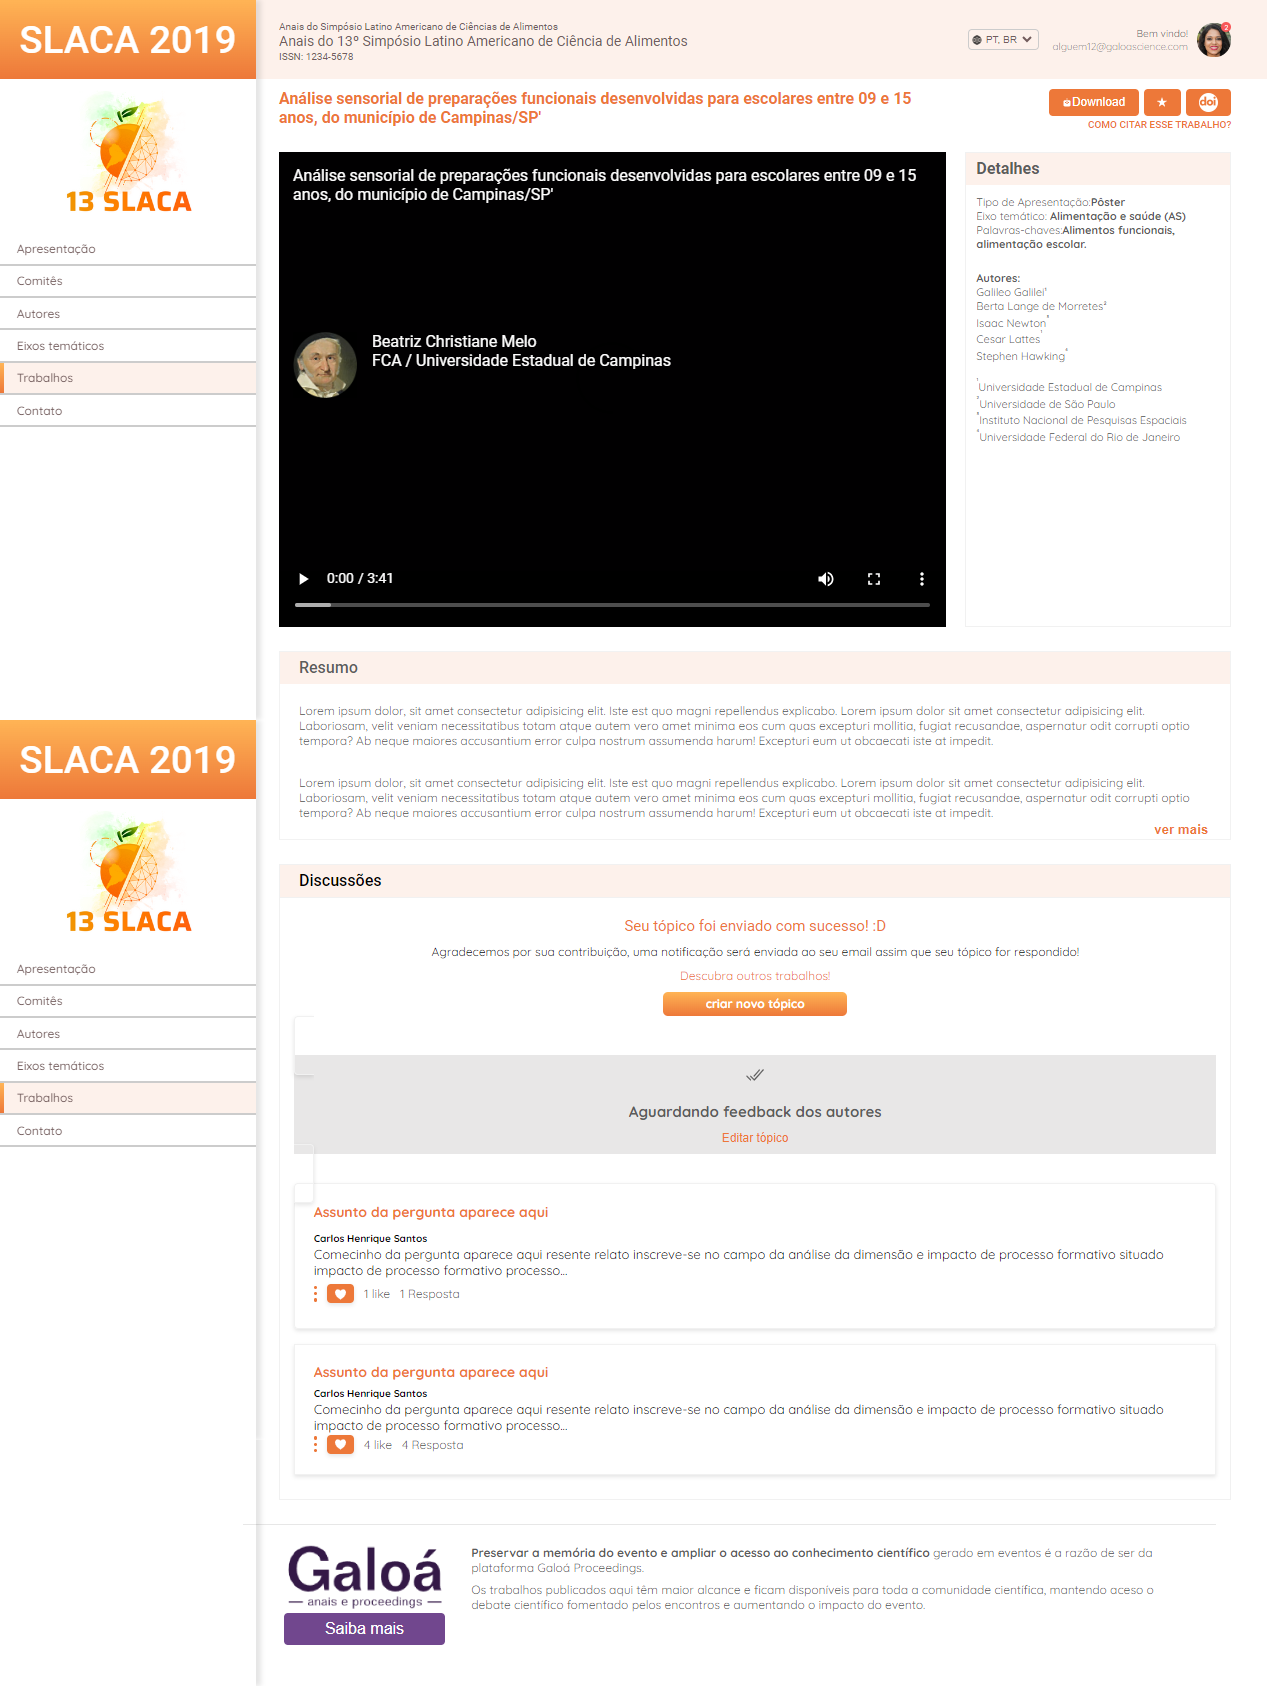 SLACA 2019
13 SLACA
Apresentação
Comitês
Autores
Eixos temáticos
Trabalhos
Contato
Anais do Simpósio Latino Americano de Ciências de Alimentos
Anais do 13º Simpósio Latino Americano de Ciência de Alimentos
ISSN: 1234-5678
PT, BR
Bem vindo!
alguem12@galoascience.com
2
Análise sensorial de preparações funcionais desenvolvidas para escolares entre 09 e 15
anos, do município de Campinas/SP'
Download
doi
COMO CITAR ESSE TRABALHO?
Análise sensorial de preparações funcionais desenvolvidas para escolares entre 09 e 15
anos, do município de Campinas/SP'
Beatriz Christiane Melo
FCA / Universidade Estadual de Campinas
0:00 / 3:41
Detalhes
Tipo de Apresentação:Pôster
Eixo temático: Alimentação e saúde (AS)
Palavras-chaves:Alimentos funcionais,
alimentação escolar.
Autores:
Galileo Galilei¹
Berta Lange de Morretes²
Isaac Newton
Cesar Lattes
Stephen Hawking
Universidade Estadual de Campinas
Universidade de São Paulo
Instituto Nacional de Pesquisas Espaciais
Universidade Federal do Rio de Janeiro
Resumo
Lorem ipsum dolor, sit amet consectetur adipisicing elit. Iste est quo magni repellendus explicabo. Lorem ipsum dolor sit amet consectetur adipisicing elit.
Laboriosam, velit veniam necessitatibus totam atque autem vero amet minima eos cum quas excepturi mollitia, fugiat recusandae, aspernatur odit corrupti optio
tempora? Ab neque maiores accusantium error culpa nostrum assumenda harum! Excepturi eum ut obcaecati iste at impedit.
Lorem ipsum dolor, sit amet consectetur adipisicing elit. Iste est quo magni repellendus explicabo. Lorem ipsum dolor sit amet consectetur adipisicing elit.
Laboriosam, velit veniam necessitatibus totam atque autem vero amet minima eos cum quas excepturi mollitia, fugiat recusandae, aspernatur odit corrupti optio
tempora? Ab neque maiores accusantium error culpa nostrum assumenda harum! Excepturi eum ut obcaecati iste at impedit.
ver mais
SLACA 2019
13 SLACA
Apresentação
Comitês
Autores
Eixos temáticos
Trabalhos
Contato
Discussões
Seu tópico foi enviado com sucesso! :D
Agradecemos por sua contribuição, uma notificação será enviada ao seu email assim que seu tópico for respondido!
Descubra outros trabalhos!
criar novo tópico
Aguardando feedback dos autores
Editar tópico
Assunto da pergunta aparece aqui
Carlos Henrique Santos
Comecinho da pergunta aparece aqui resente relato inscreve-se no campo da análise da dimensão e impacto de processo formativo situado
impacto de processo formativo processo...
1 like 1 Resposta
Assunto da pergunta aparece aqui
Carlos Henrique Santos
Comecinho da pergunta aparece aqui resente relato inscreve-se no campo da análise da dimensão e impacto de processo formativo situado
impacto de processo formativo processo...
4 like 4 Resposta
Galoá
anais e proceedings
Saiba mais
Preservar a memória do evento e ampliar o acesso ao conhecimento científico gerado em eventos é a razão de ser da
plataforma Galoá Proceedings.
Os trabalhos publicados aqui têm maior alcance e ficam disponíveis para toda a comunidade científica, mantendo aceso o
debate científico fomentado pelos encontros e aumentando o impacto do evento.